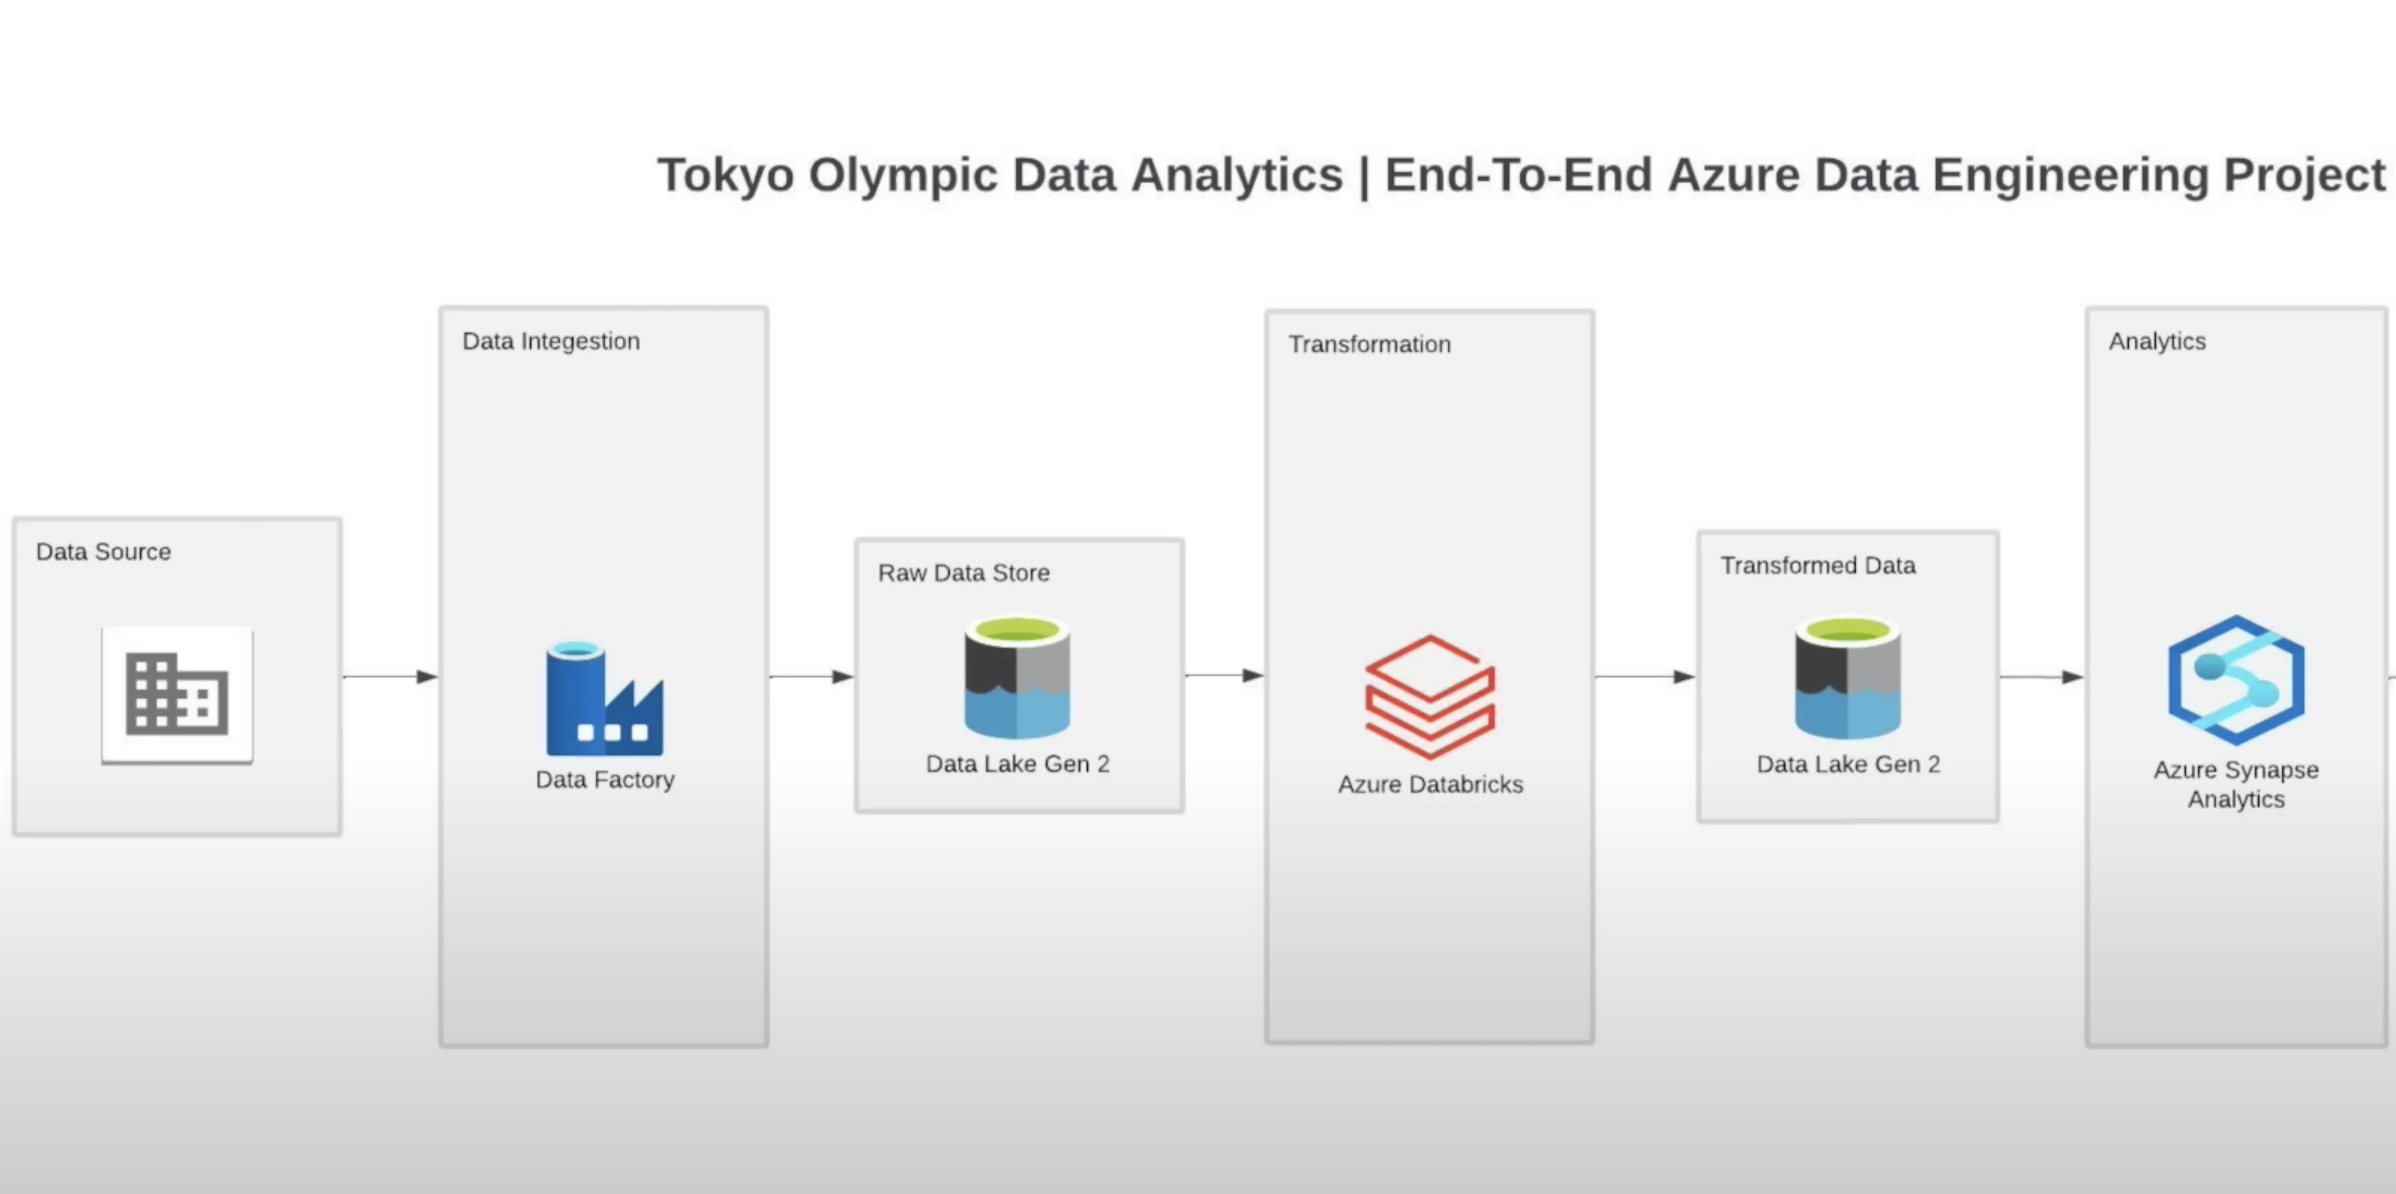 Tokyo Olympic Data Analytics | End-To-End Azure Data Engineering Project
Data Source
Data Integestion
Data Factory
Raw Data Store
Data Lake Gen 2
Transformation
Azure Databricks
Transformed Data
Data Lake Gen 2
Analytics
Azure Synapse
Analytics